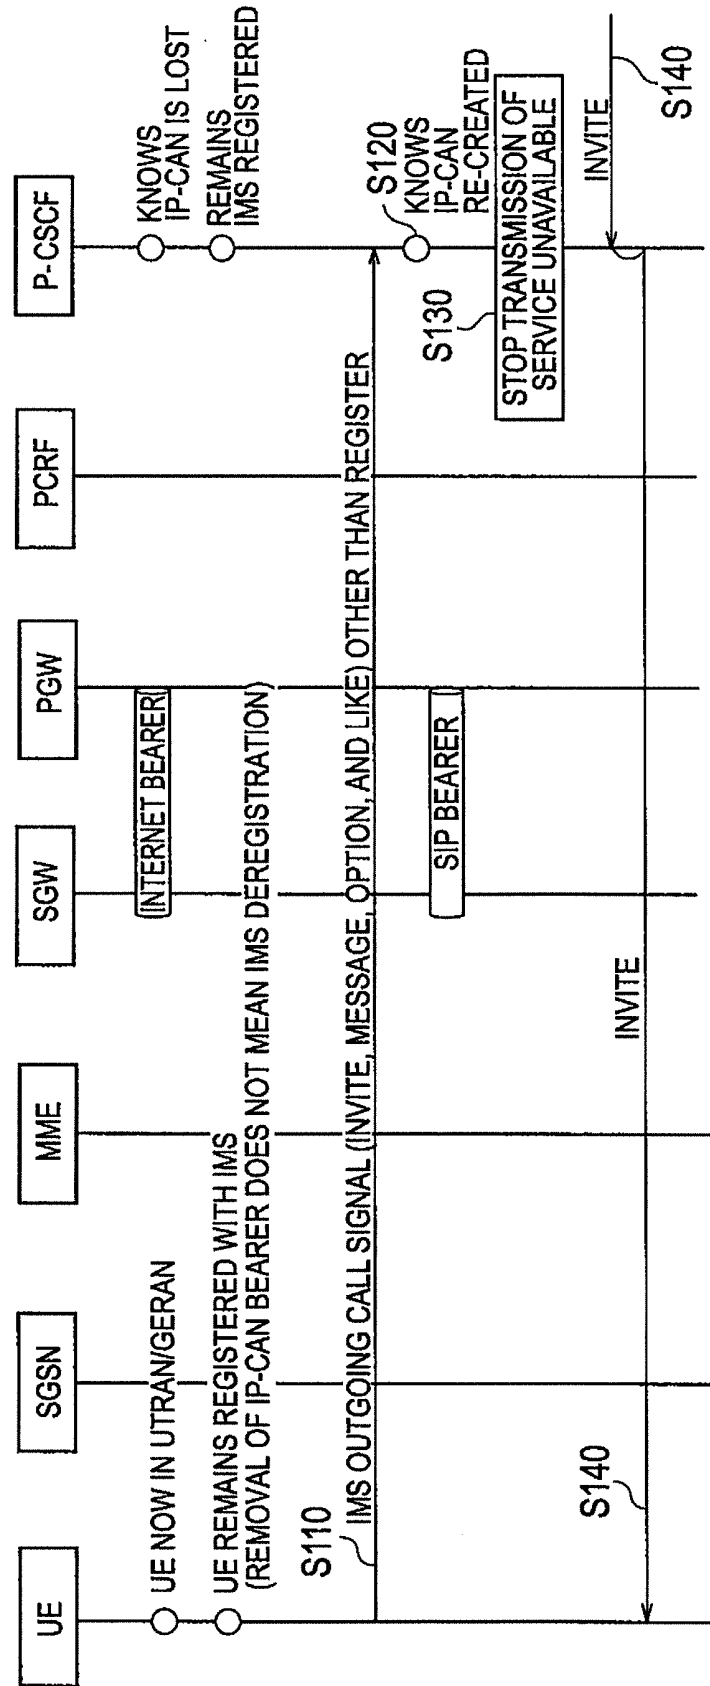 UE
SGSN
MME
SGW
PGW
PCRF
P-CSCF
UE NOW IN UTRAN/GERAN
INTERNET BEARER
KNOWS
IP-CAN IS LOST
UE REMAINS REGISTERED WITH IMS
(REMOVAL OF IP-CAN BEARER DOES NOT MEAN IMS DEREGISTRATION)
REMAINS
IMS REGISTERED
S110
IMS OUTGOING CALL SIGNAL (INVITE, MESSAGE, OPTION, AND LIKE) OTHER THAN REGISTER
S120
KNOWS
IP-CAN
RE-CREATED
SIP BEARER
S130
STOP TRANSMISSION OF
SERVICE UNAVAILABLE
INVITE
S140
INVITE
S140